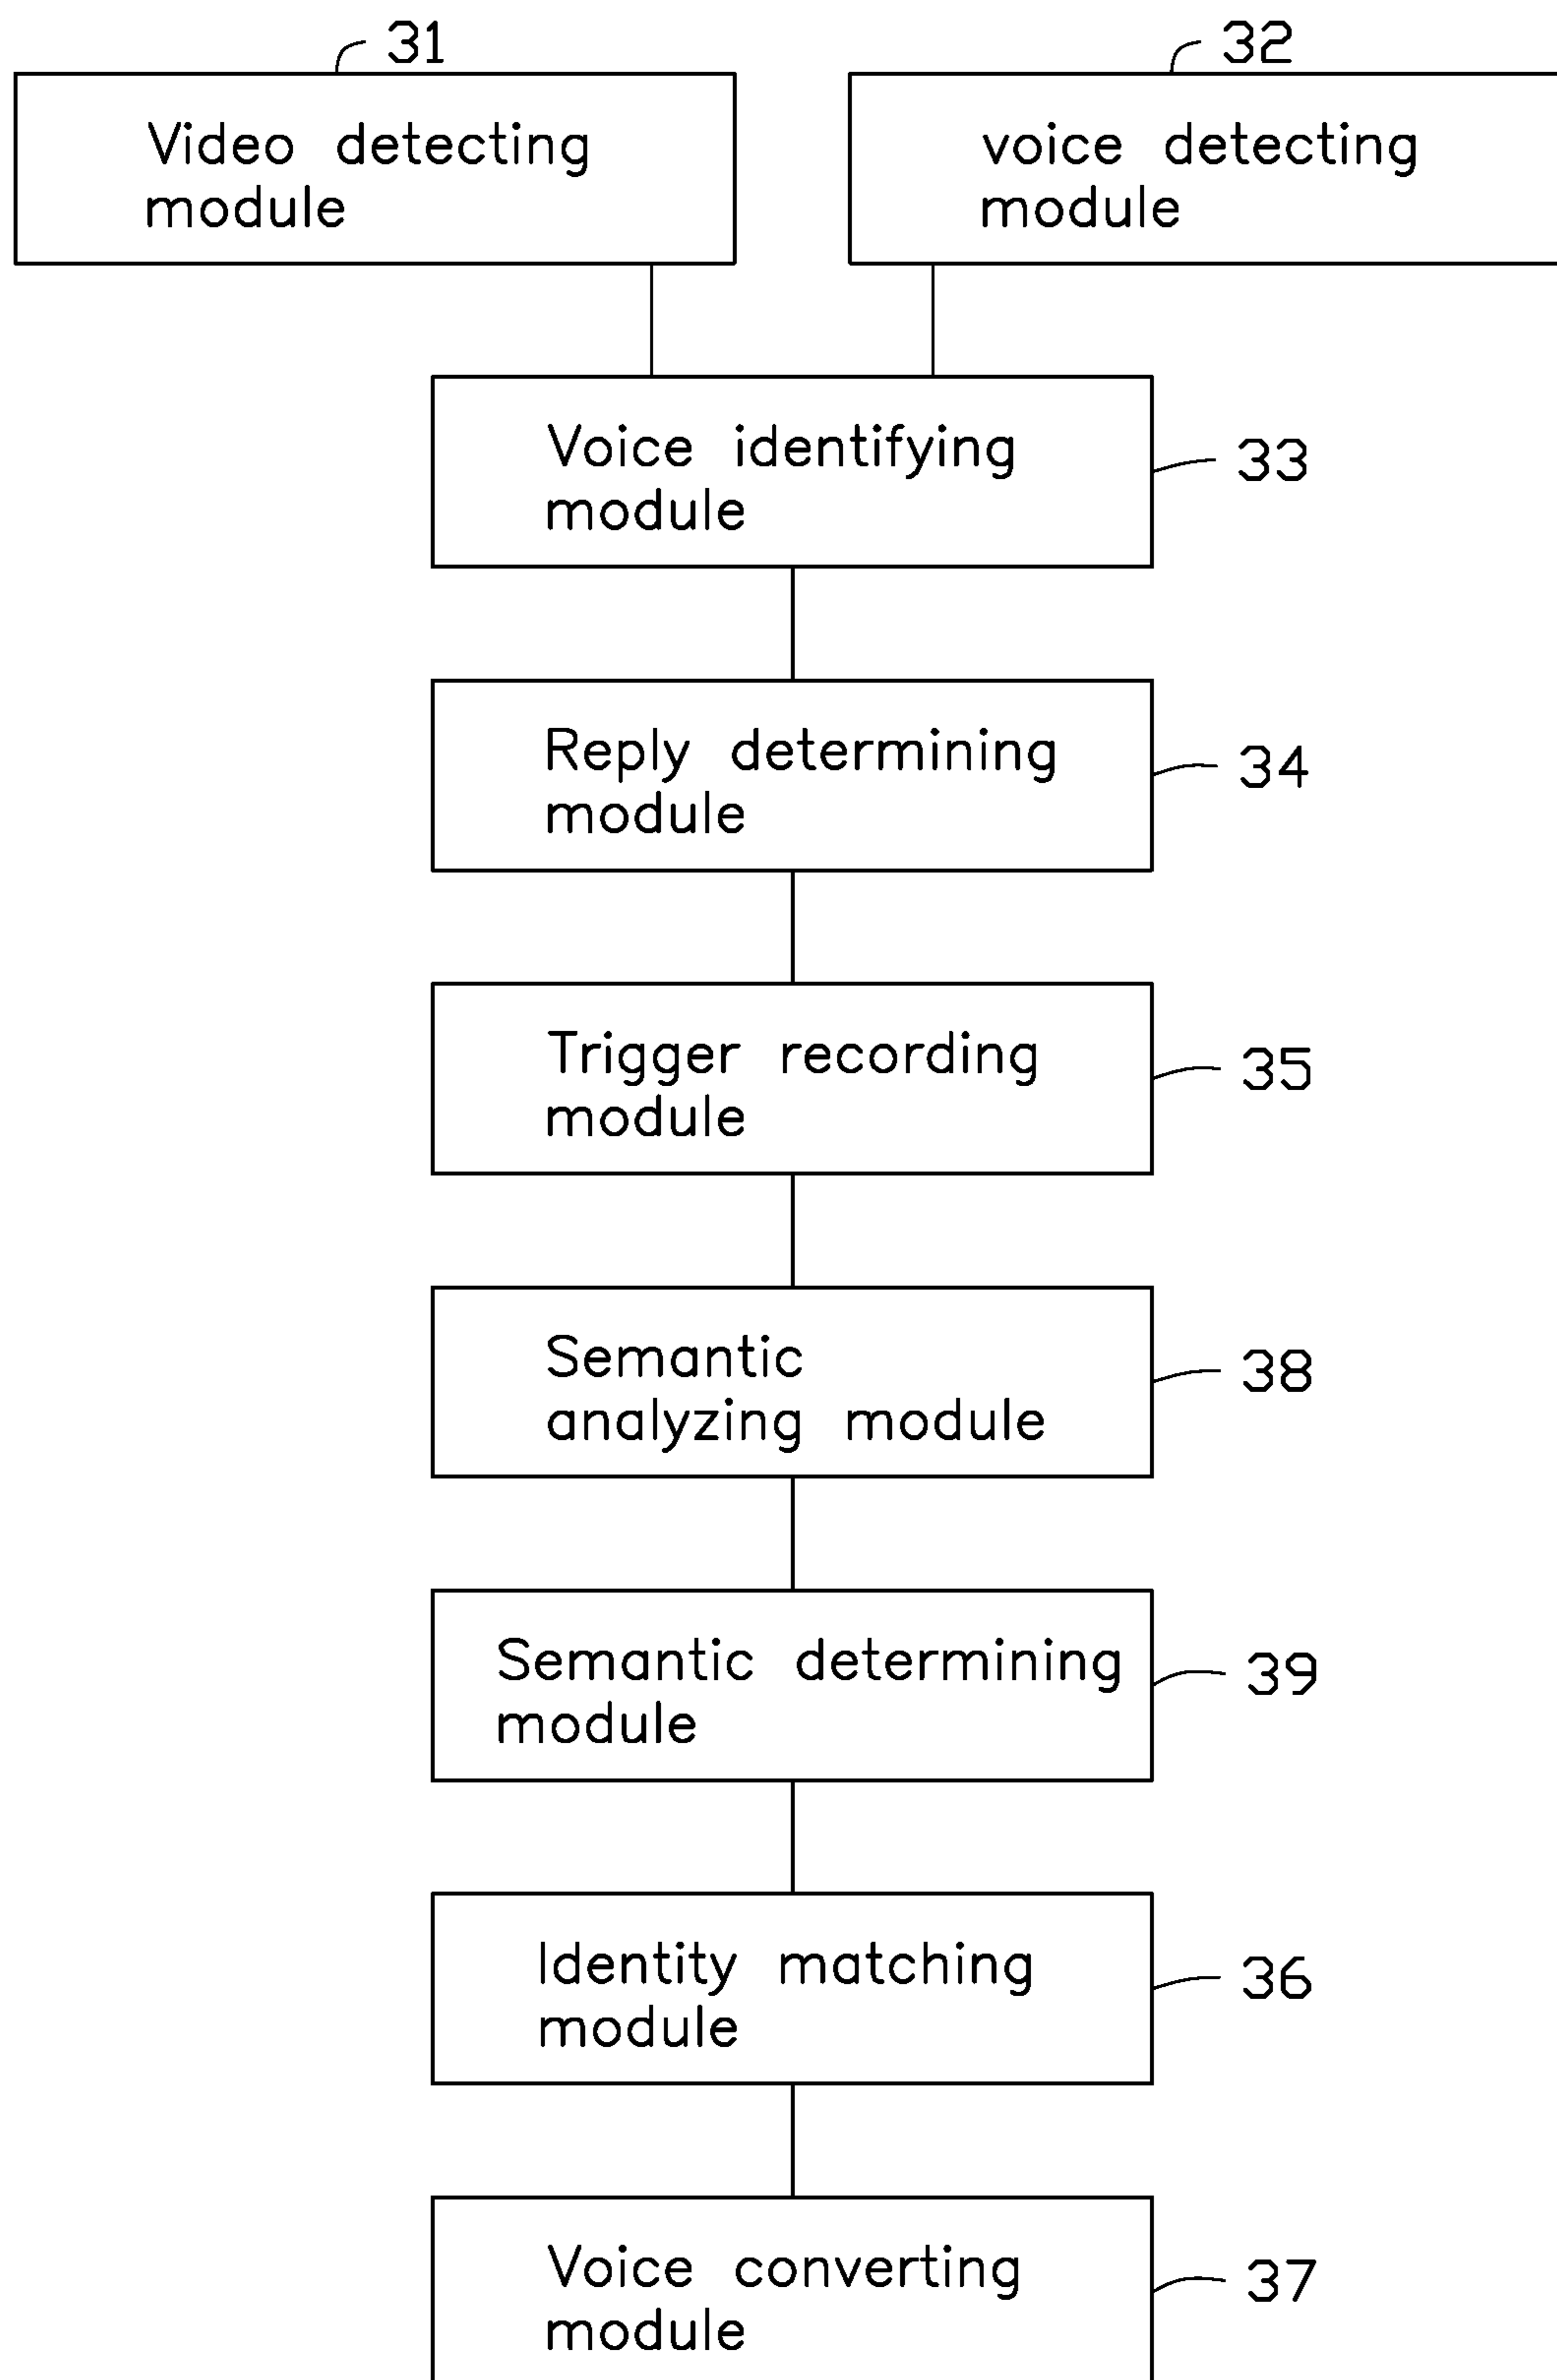 31
Video detecting
module
32
voice detecting
module
Voice identifying
module
33
Reply determining
module
34
Trigger recording
module
35
Semantic
analyzing module
38
Semantic determining
module
39
Identity matching
module
36
Voice converting
module
37